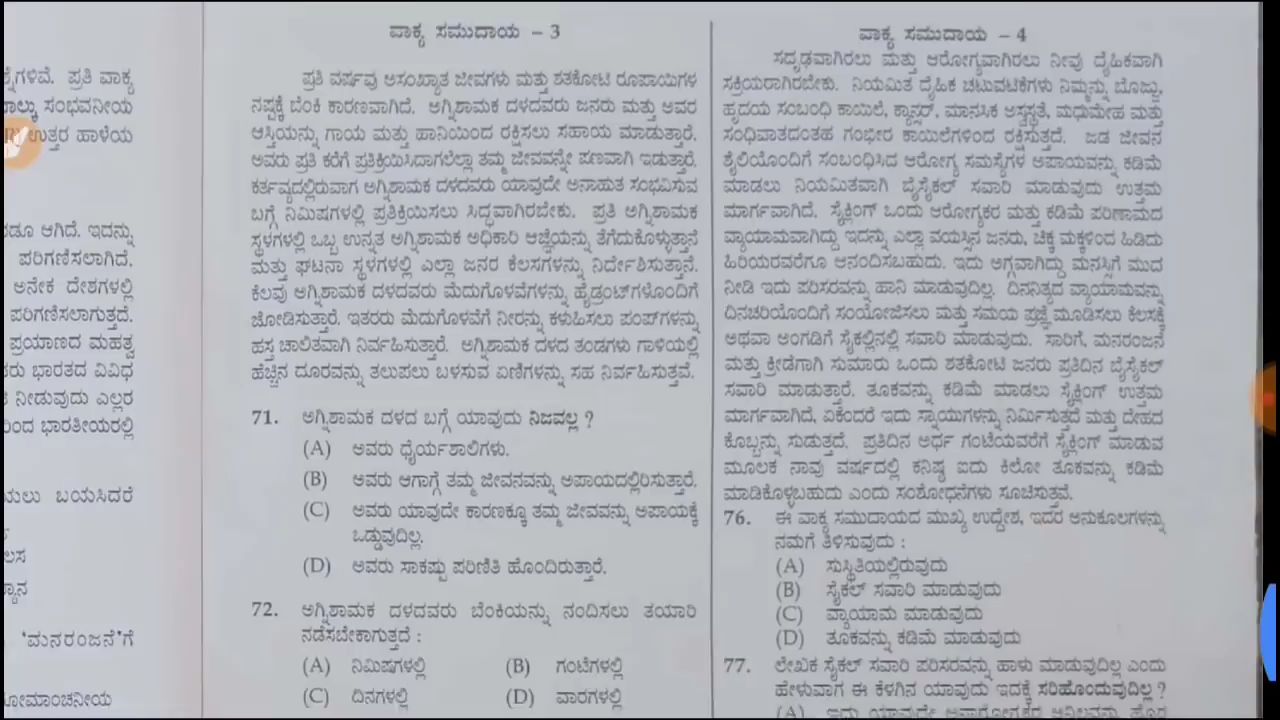 ಶ್ನೆಗಳಿವೆ. ಪ್ರತಿ ವಾಕ್ಯ
ಸಂಭವನೀಯ
ಉತ್ತರ ಹಾಳೆಯ
ಆಗಿದೆ. ಇದನ್ನು
ಪರಿಗಣಿಸಲಾಗಿದೆ.
ಅನೇಕ ದೇಶಗಳಲ್ಲಿ
ಪರಿಗಣಿಸಲಾಗುತ್ತದೆ.
ಪ್ರಯಾಣದ ಮಹತ್ವ
ರು ಭಾರತದ ವಿವಿಧ
ನೀಡುವುದು ಎಲ್ಲರ
ರಿಂದ ಭಾರತೀಯರಲ್ಲಿ
ಬಯಸಿದರೆ
'ಮನರಂಜನೆ'ಗೆ
ೋಮಾಂಚನೀಯ
ವಾಕ್ಯ ಸಮುದಾಯ – 3
ಪ್ರತಿ ವರ್ಷವು ಅಸಂಖ್ಯಾತ ಜೀವಗಳು ಮತ್ತು ಶತಕೋಟಿ ರೂಪಾಯಿಗಳ
ನಷ್ಟಕ್ಕೆ ಬೆಂಕಿ ಕಾರಣವಾಗಿದೆ. ಅಗ್ನಿಶಾಮಕ ದಳದವರು ಜನರು ಮತ್ತು ಅವರ
ಆಸ್ತಿಯನ್ನು ಗಾಯ ಮತ್ತು ಹಾನಿಯಿಂದ ರಕ್ಷಿಸಲು ಸಹಾಯ ಮಾಡುತ್ತಾರೆ.
ಅವರು ಪ್ರತಿ ಕರೆಗೆ ಪ್ರತಿಕ್ರಿಯಿಸಿದಾಗಲೆಲ್ಲಾ ತಮ್ಮ ಜೀವವನ್ನೇ ಪಣವಾಗಿ ಇಡುತ್ತಾರೆ.
ಕರ್ತವ್ಯದಲ್ಲಿರುವಾಗ ಅಗ್ನಿಶಾಮಕ ದಳದವರು ಯಾವುದೇ ಅನಾಹುತ ಸಂಭವಿಸುವ
ಬಗ್ಗೆ ನಿಮಿಷಗಳಲ್ಲಿ ಪ್ರತಿಕ್ರಿಯಿಸಲು ಸಿದ್ಧವಾಗಿರಬೇಕು. ಪ್ರತಿ ಅಗ್ನಿಶಾಮಕ
ಸ್ಥಳಗಳಲ್ಲಿ ಒಬ್ಬ ಉನ್ನತ ಅಗ್ನಿಶಾಮಕ ಅಧಿಕಾರಿ ಆಜ್ಞೆಯನ್ನು ತೆಗೆದುಕೊಳ್ಳುತ್ತಾನೆ
ಮತ್ತು ಘಟನಾ ಸ್ಥಳಗಳಲ್ಲಿ ಎಲ್ಲಾ ಜನರ ಕೆಲಸಗಳನ್ನು ನಿರ್ದೇಶಿಸುತ್ತಾನೆ.
ಕೆಲವು ಅಗ್ನಿಶಾಮಕ ದಳದವರು ಮೆದುಗೊಳವೆಗಳನ್ನು ಹೈಡ್ರಂಟ್‌ಗಳೊಂದಿಗೆ
ಜೋಡಿಸುತ್ತಾರೆ. ಇತರರು ಮೆದುಗೊಳವೆಗೆ ನೀರನ್ನು ಕಳುಹಿಸಲು ಪಂಪ್‌ಗಳನ್ನು
ಹಸ್ತ ಚಾಲಿತವಾಗಿ ನಿರ್ವಹಿಸುತ್ತಾರೆ. ಅಗ್ನಿಶಾಮಕ ದಳದ ತಂಡಗಳು ಗಾಳಿಯಲ್ಲಿ
ಹೆಚ್ಚಿನ ದೂರವನ್ನು ತಲುಪಲು ಬಳಸುವ ಏಣಿಗಳನ್ನು ಸಹ ನಿರ್ವಹಿಸುತ್ತವೆ.
71. ಅಗ್ನಿಶಾಮಕ ದಳದ ಬಗ್ಗೆ ಯಾವುದು ನಿಜವಲ್ಲ ?
(A) ಅವರು ಧೈರ್ಯಶಾಲಿಗಳು.
(B) ಅವರು ಆಗಾಗ್ಗೆ ತಮ್ಮ ಜೀವನವನ್ನು ಅಪಾಯದಲ್ಲಿರಿಸುತ್ತಾರೆ.
(C) ಅವರು ಯಾವುದೇ ಕಾರಣಕ್ಕೂ ತಮ್ಮ ಜೀವವನ್ನು ಅಪಾಯಕ್ಕೆ
ಒಡ್ಡುವುದಿಲ್ಲ.
(D) ಅವರು ಸಾಕಷ್ಟು ಪರಿಣಿತಿ ಹೊಂದಿರುತ್ತಾರೆ.
72. ಅಗ್ನಿಶಾಮಕ ದಳದವರು ಬೆಂಕಿಯನ್ನು ನಂದಿಸಲು ತಯಾರಿ
ನಡೆಸಬೇಕಾಗುತ್ತದೆ :
(A) ನಿಮಿಷಗಳಲ್ಲಿ (B) ಗಂಟೆಗಳಲ್ಲಿ
(C) ದಿನಗಳಲ್ಲಿ (D) ವಾರಗಳಲ್ಲಿ
ವಾಕ್ಯ ಸಮುದಾಯ – 4
ಸದೃಢವಾಗಿರಲು ಮತ್ತು ಆರೋಗ್ಯವಾಗಿರಲು ನೀವು ದೈಹಿಕವಾಗಿ
ಸಕ್ರಿಯರಾಗಿರಬೇಕು. ನಿಯಮಿತ ದೈಹಿಕ ಚಟುವಟಿಕೆಗಳು ನಿಮ್ಮನ್ನು ಬೊಜ್ಜು,
ಹೃದಯ ಸಂಬಂಧಿ ಕಾಯಿಲೆ, ಕ್ಯಾನ್ಸರ್, ಮಾನಸಿಕ ಅಸ್ವಸ್ಥತೆ, ಮಧುಮೇಹ ಮತ್ತು
ಸಂಧಿವಾತದಂತಹ ಗಂಭೀರ ಕಾಯಿಲೆಗಳಿಂದ ರಕ್ಷಿಸುತ್ತದೆ. ಜಡ ಜೀವನ
ಶೈಲಿಯೊಂದಿಗೆ ಸಂಬಂಧಿಸಿದ ಆರೋಗ್ಯ ಸಮಸ್ಯೆಗಳ ಅಪಾಯವನ್ನು ಕಡಿಮೆ
ಮಾಡಲು ನಿಯಮಿತವಾಗಿ ಬೈಸೈಕಲ್ ಸವಾರಿ ಮಾಡುವುದು ಉತ್ತಮ
ಮಾರ್ಗವಾಗಿದೆ. ಸೈಕ್ಲಿಂಗ್ ಒಂದು ಆರೋಗ್ಯಕರ ಮತ್ತು ಕಡಿಮೆ ಪರಿಣಾಮದ
ವ್ಯಾಯಾಮವಾಗಿದ್ದು ಇದನ್ನು ಎಲ್ಲಾ ವಯಸ್ಸಿನ ಜನರು, ಚಿಕ್ಕ ಮಕ್ಕಳಿಂದ ಹಿಡಿದು
ಹಿರಿಯರವರೆಗೂ ಆನಂದಿಸಬಹುದು. ಇದು ಅಗ್ಗವಾಗಿದ್ದು ಮನಸ್ಸಿಗೆ ಮುದ
ನೀಡಿ ಇದು ಪರಿಸರವನ್ನು ಹಾನಿ ಮಾಡುವುದಿಲ್ಲ. ದಿನನಿತ್ಯದ ವ್ಯಾಯಾಮವನ್ನು
ದಿನಚರಿಯೊಂದಿಗೆ ಸಂಯೋಜಿಸಲು ಮತ್ತು ಸಮಯ ಪ್ರಜ್ಞೆ ಮೂಡಿಸಲು ಕೆಲಸಕ್ಕೆ
ಅಥವಾ ಅಂಗಡಿಗೆ ಸೈಕಲ್ಲಿನಲ್ಲಿ ಸವಾರಿ ಮಾಡುವುದು. ಸಾರಿಗೆ, ಮನರಂಜನೆ
ಮತ್ತು ಕ್ರೀಡೆಗಾಗಿ ಸುಮಾರು ಒಂದು ಶತಕೋಟಿ ಜನರು ಪ್ರತಿದಿನ ಬೈಸೈಕಲ್
ಸವಾರಿ ಮಾಡುತ್ತಾರೆ. ತೂಕವನ್ನು ಕಡಿಮೆ ಮಾಡಲು ಸೈಕ್ಲಿಂಗ್ ಉತ್ತಮ
ಮಾರ್ಗವಾಗಿದೆ, ಏಕೆಂದರೆ ಇದು ಸ್ನಾಯುಗಳನ್ನು ನಿರ್ಮಿಸುತ್ತದೆ ಮತ್ತು ದೇಹದ
ಕೊಬ್ಬನ್ನು ಸುಡುತ್ತದೆ. ಪ್ರತಿದಿನ ಅರ್ಧ ಗಂಟೆಯವರೆಗೆ ಸೈಕ್ಲಿಂಗ್ ಮಾಡುವ
ಮೂಲಕ ನಾವು ವರ್ಷದಲ್ಲಿ ಕನಿಷ್ಠ ಐದು ಕಿಲೋ ತೂಕವನ್ನು ಕಡಿಮೆ
ಮಾಡಿಕೊಳ್ಳಬಹುದು ಎಂದು ಸಂಶೋಧನೆಗಳು ಸೂಚಿಸುತ್ತವೆ.
76. ಈ ವಾಕ್ಯ ಸಮುದಾಯದ ಮುಖ್ಯ ಉದ್ದೇಶ, ಇದರ ಅನುಕೂಲಗಳನ್ನು
ನಮಗೆ ತಿಳಿಸುವುದು :
(A) ಸುಸ್ಥಿತಿಯಲ್ಲಿರುವುದು
(B) ಸೈಕಲ್ ಸವಾರಿ ಮಾಡುವುದು
(C) ವ್ಯಾಯಾಮ ಮಾಡುವುದು
(D) ತೂಕವನ್ನು ಕಡಿಮೆ ಮಾಡುವುದು
77. ಲೇಖಕ ಸೈಕಲ್ ಸವಾರಿ ಪರಿಸರವನ್ನು ಹಾಳು ಮಾಡುವುದಿಲ್ಲ ಎಂದು
ಹೇಳುವಾಗ ಈ ಕೆಳಗಿನ ಯಾವುದು ಇದಕ್ಕೆ ಸರಿಹೊಂದುವುದಿಲ್ಲ ?
(A) ಇದು ಯಾವುದೇ